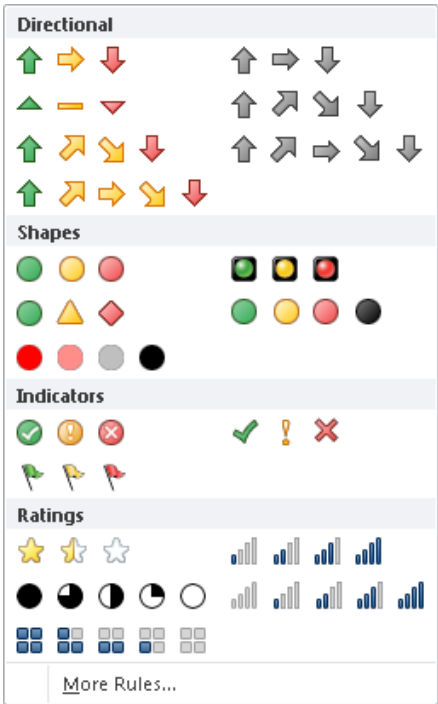 Directional
Shapes
Indicators
Ratings
More Rules...